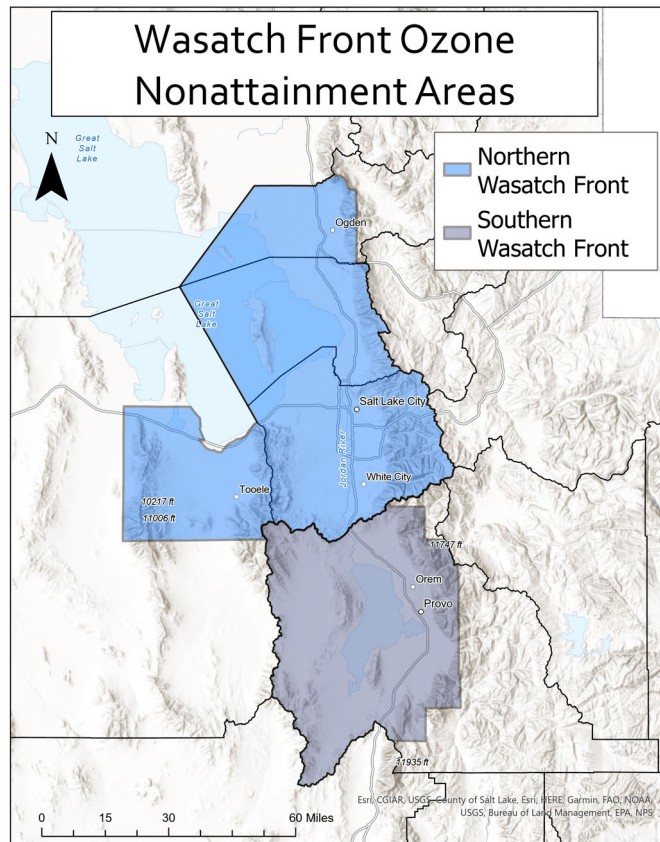 Wasatch Front Ozone
Nonattainment Areas
N
Great
Salt
Lake
Northern
Wasatch Front
Southern
Wasatch Front
Ogden
Great
Salt
Lake
Salt Lake City
Jordan River
White City
Tooele
10217 ft
11006 ft
11747 ft
Orem
Provo
11935 ft
Esri, CGIAR, USGS, County of Salt Lake, Esri, HERE, Garmin, FAO, NOAA,
USGS, Bureau of Land Management, EPA, NPS
0 15 30 60 Miles